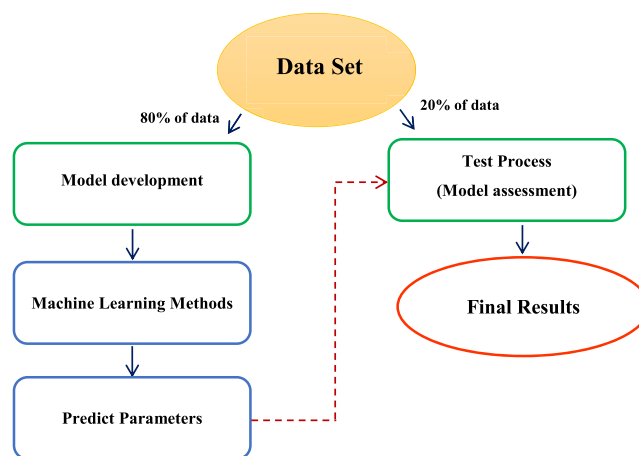 Data Set
80% of data
20% of data
Model development
Test Process
(Model assessment)
Machine Learning Methods
Final Results
Predict Parameters